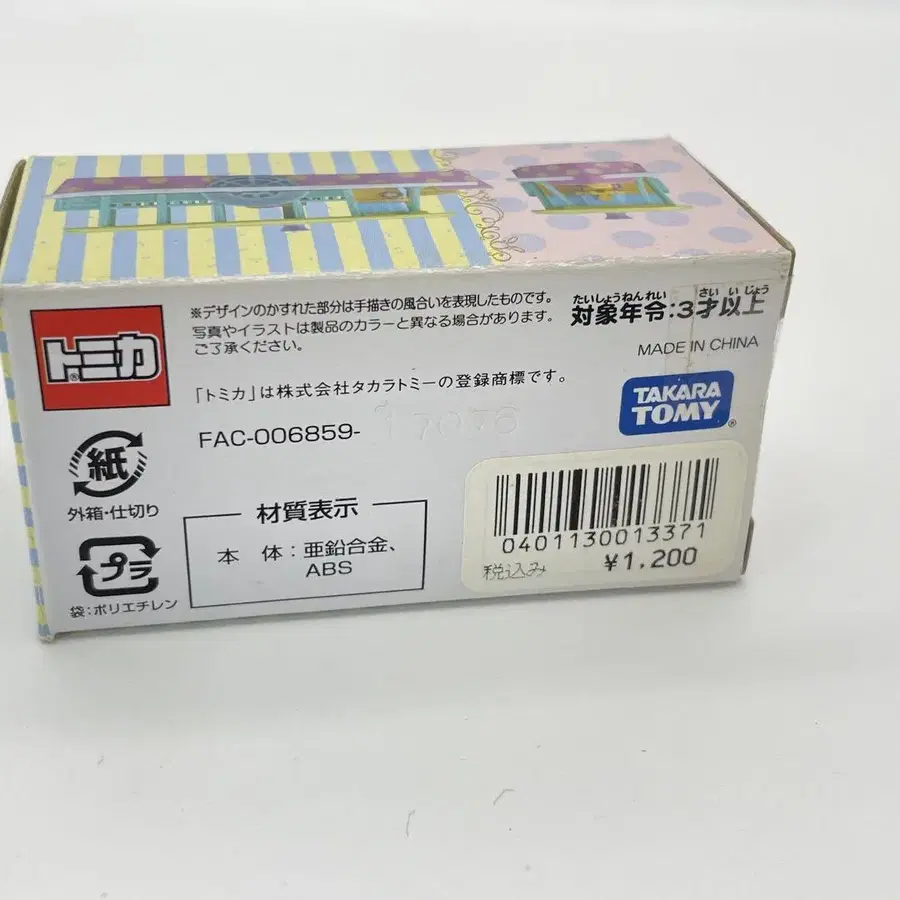 ※デザインのかすれた部分は手描きの風合いを表現したものです。
写真やイラストは製品のカラーと異なる場合があります。
ご了承ください。
たいしょうねんれい さい いじょう
対象年令:3才以上
MADE IN CHINA
トミカ®
「トミカ」は株式会社タカラトミーの登録商標です。
TAKARA
TOMY®
FAC-006859-
紙
外箱・仕切り
プラ
袋:ポリエチレン
材質表示
本 体:亜鉛合金、
ABS
0401130013371
税込み ¥1,200